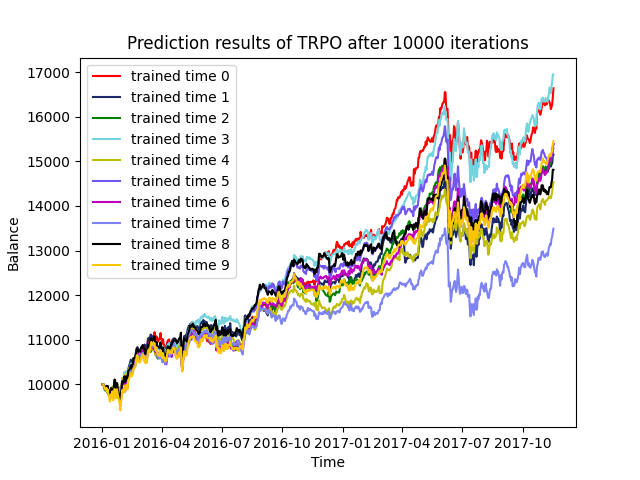 Prediction results of TRPO after 10000 iterations
17000
16000
15000
14000
13000
12000
11000
10000
Balance
trained time 0
trained time 1
trained time 2
trained time 3
trained time 4
trained time 5
trained time 6
trained time 7
trained time 8
trained time 9
2016-01 2016-04 2016-07 2016-10 2017-01 2017-04 2017-07 2017-10
Time